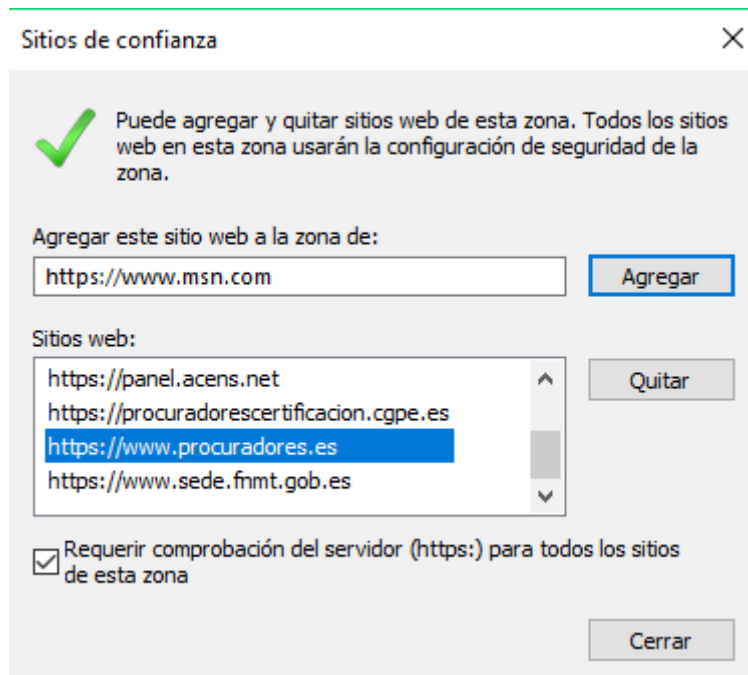 Sitios de confianza
Puede agregar y quitar sitios web de esta zona. Todos los sitios
web en esta zona usarán la configuración de seguridad de la
zona.
Agregar este sitio web a la zona de:
https://www.msn.com
Agregar
Sitios web:
https://panel.acens.net
Quitar
https://procuradorescertificacion.cgpe.es
https://www.procuradores.es
https://www.sede.fnmt.gob.es
Requerir comprobación del servidor (https:) para todos los sitios
de esta zona
Cerrar